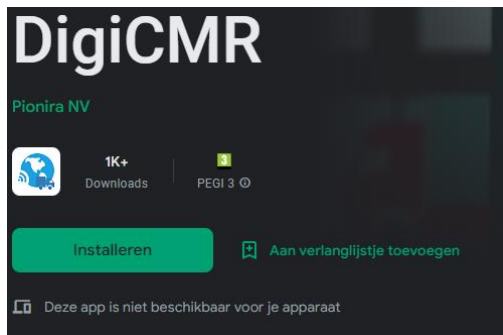 DigiCMR
Pionira NV
1K+
Downloads
3
PEGI 3
Installeren
Aan verlanglijstje toevoegen
Deze app is niet beschikbaar voor je apparaat